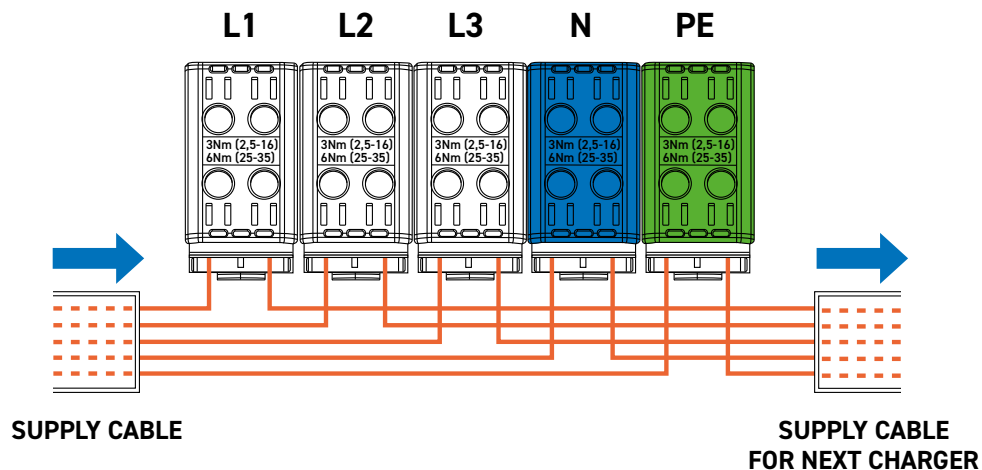 L1 L2 L3 N PE
3Nm (2,5-16) 3Nm (2,5-16) 3Nm (2,5-16) 3Nm (2,5-16) 3Nm (2,5-16)
6Nm (25-35) 6Nm (25-35) 6Nm (25-35) 6Nm (25-35) 6Nm (25-35)
SUPPLY CABLE SUPPLY CABLE
FOR NEXT CHARGER